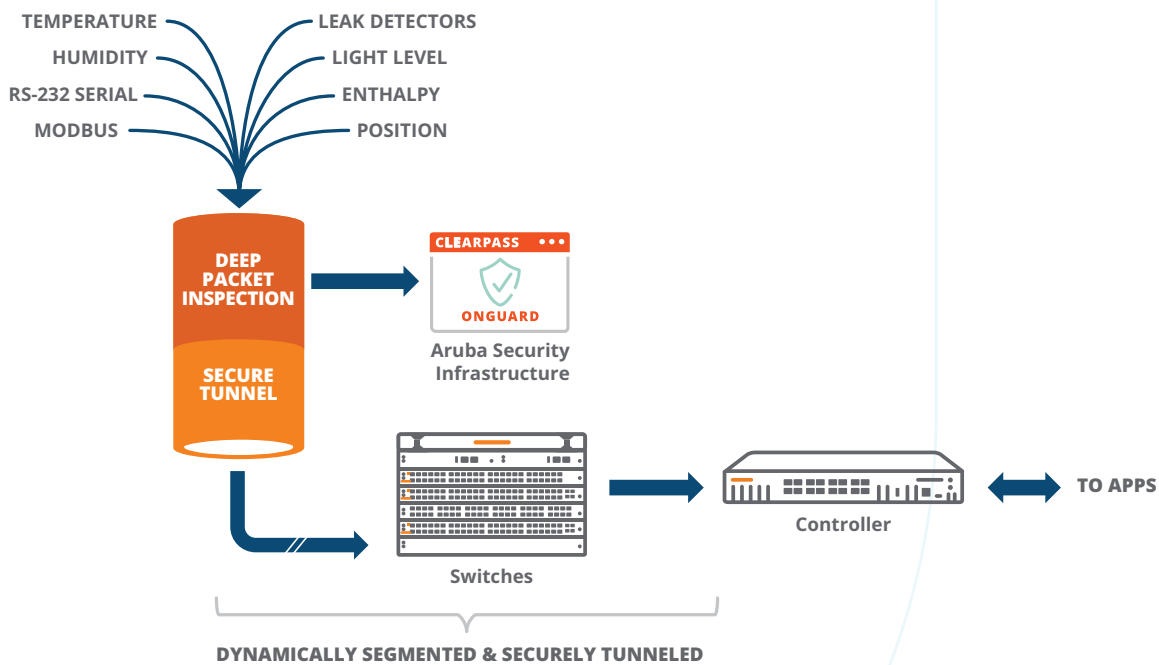 TEMPERATURE
LEAK DETECTORS
HUMIDITY
LIGHT LEVEL
RS-232 SERIAL
ENTHALPY
MODBUS
POSITION
DEEP
PACKET
INSPECTION
SECURE
TUNNEL
CLEARPASS
ONGUARD
Aruba Security
Infrastructure
Switches
Controller
TO APPS
DYNAMICALLY SEGMENTED & SECURELY TUNNELED